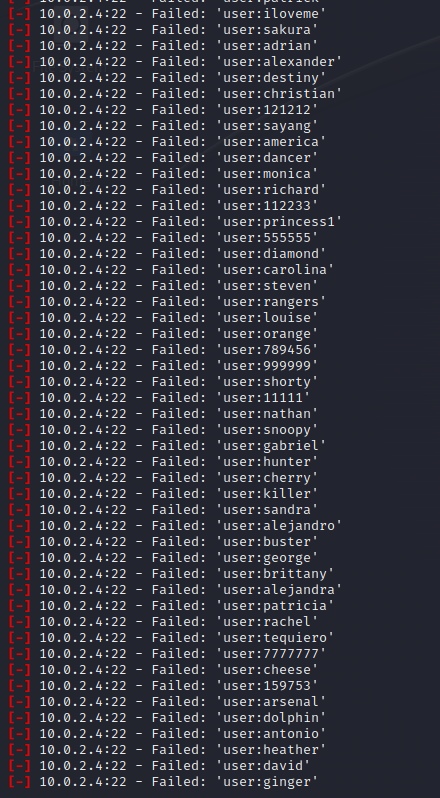 [-] 10.0.2.4:22 - Failed: 'user:patrick'
[-] 10.0.2.4:22 - Failed: 'user:iloveme'
[-] 10.0.2.4:22 - Failed: 'user:sakura'
[-] 10.0.2.4:22 - Failed: 'user:adrian'
[-] 10.0.2.4:22 - Failed: 'user:alexander'
[-] 10.0.2.4:22 - Failed: 'user:destiny'
[-] 10.0.2.4:22 - Failed: 'user:christian'
[-] 10.0.2.4:22 - Failed: 'user:121212'
[-] 10.0.2.4:22 - Failed: 'user:sayang'
[-] 10.0.2.4:22 - Failed: 'user:america'
[-] 10.0.2.4:22 - Failed: 'user:dancer'
[-] 10.0.2.4:22 - Failed: 'user:monica'
[-] 10.0.2.4:22 - Failed: 'user:richard'
[-] 10.0.2.4:22 - Failed: 'user:112233'
[-] 10.0.2.4:22 - Failed: 'user:princess1'
[-] 10.0.2.4:22 - Failed: 'user:555555'
[-] 10.0.2.4:22 - Failed: 'user:diamond'
[-] 10.0.2.4:22 - Failed: 'user:carolina'
[-] 10.0.2.4:22 - Failed: 'user:steven'
[-] 10.0.2.4:22 - Failed: 'user:rangers'
[-] 10.0.2.4:22 - Failed: 'user:louise'
[-] 10.0.2.4:22 - Failed: 'user:orange'
[-] 10.0.2.4:22 - Failed: 'user:789456'
[-] 10.0.2.4:22 - Failed: 'user:999999'
[-] 10.0.2.4:22 - Failed: 'user:shorty'
[-] 10.0.2.4:22 - Failed: 'user:11111'
[-] 10.0.2.4:22 - Failed: 'user:nathan'
[-] 10.0.2.4:22 - Failed: 'user:snoopy'
[-] 10.0.2.4:22 - Failed: 'user:gabriel'
[-] 10.0.2.4:22 - Failed: 'user:hunter'
[-] 10.0.2.4:22 - Failed: 'user:cherry'
[-] 10.0.2.4:22 - Failed: 'user:killer'
[-] 10.0.2.4:22 - Failed: 'user:sandra'
[-] 10.0.2.4:22 - Failed: 'user:alejandro'
[-] 10.0.2.4:22 - Failed: 'user:buster'
[-] 10.0.2.4:22 - Failed: 'user:george'
[-] 10.0.2.4:22 - Failed: 'user:brittany'
[-] 10.0.2.4:22 - Failed: 'user:alejandra'
[-] 10.0.2.4:22 - Failed: 'user:patricia'
[-] 10.0.2.4:22 - Failed: 'user:rachel'
[-] 10.0.2.4:22 - Failed: 'user:tequiero'
[-] 10.0.2.4:22 - Failed: 'user:7777777'
[-] 10.0.2.4:22 - Failed: 'user:cheese'
[-] 10.0.2.4:22 - Failed: 'user:159753'
[-] 10.0.2.4:22 - Failed: 'user:arsenal'
[-] 10.0.2.4:22 - Failed: 'user:dolphin'
[-] 10.0.2.4:22 - Failed: 'user:antonio'
[-] 10.0.2.4:22 - Failed: 'user:heather'
[-] 10.0.2.4:22 - Failed: 'user:david'
[-] 10.0.2.4:22 - Failed: 'user:ginger'